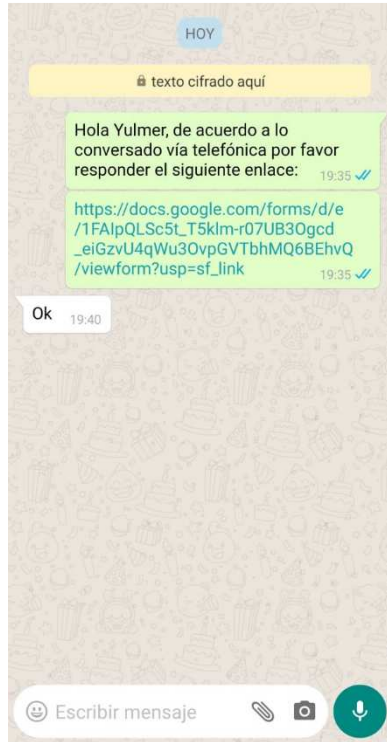 HOY
texto cifrado aquí
Hola Yulmer, de acuerdo a lo
conversado vía telefónica por favor
responder el siguiente enlace:
19:35
https://docs.google.com/forms/d/e
/1FAIpQLSc5t_T5klm-r07UB3Ogcd
_eiGzvU4qWu3OvpGVTbhMQ6BEhvQ
/viewform?usp=sf_link
19:35
Ok
19:40
Escribir mensaje